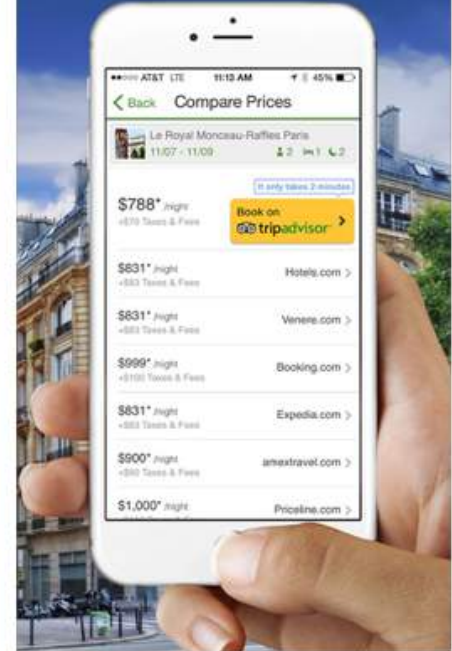 AT&T LTE 11:13 AM 45%
Back Compare Prices
Le Royal Monceau-Raffles Paris
11/07 - 11/09 2 1 2
It only takes 2 minutes
$788* /night
+$79 Taxes & Fees
Book on
tripadvisor
$831* /night
+$83 Taxes & Fees
Hotels.com
$831* /night
+$83 Taxes & Fees
Venere.com
$999* /night
+$100 Taxes & Fees
Booking.com
$831* /night
+$83 Taxes & Fees
Expedia.com
$900* /night
+$90 Taxes & Fees
amextravel.com
$1,000* /night
Priceline.com